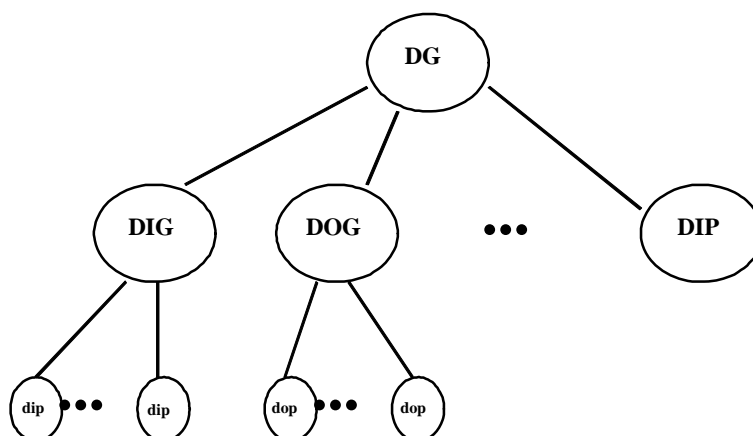 DG
DIG DOG ••• DIP
dip ••• dip dop ••• dop